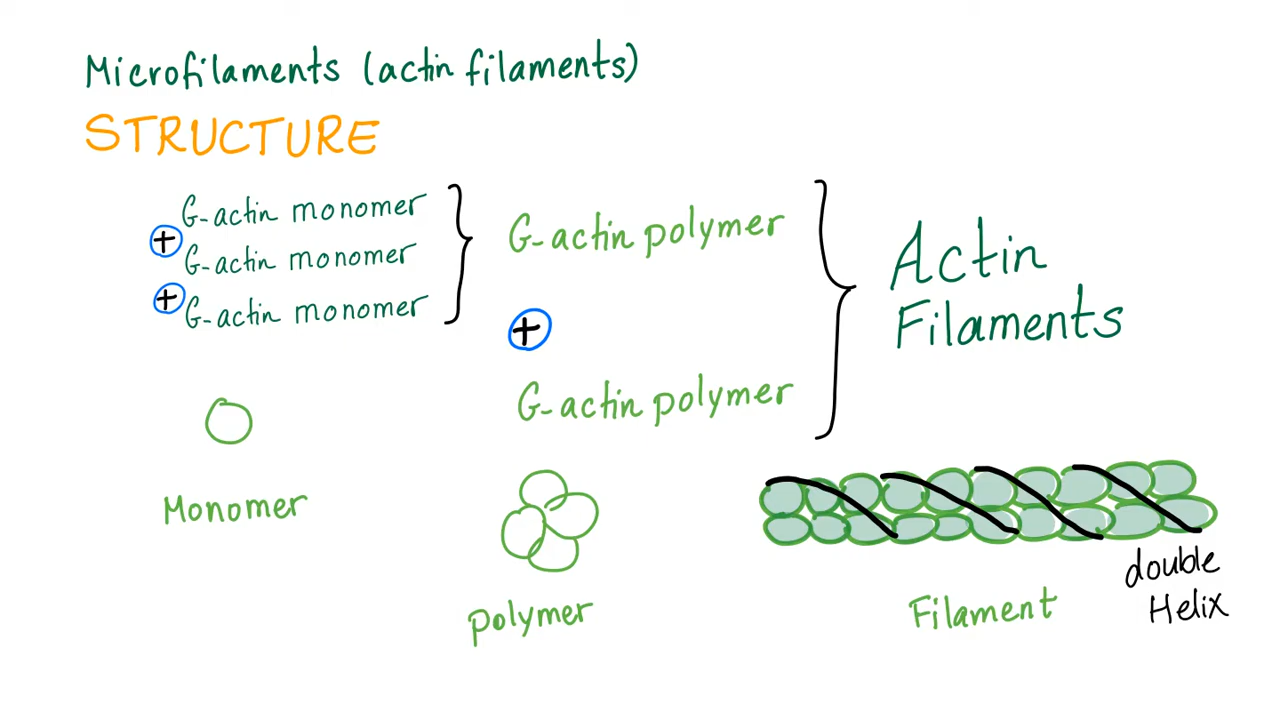 Microfilaments (actin filaments)
STRUCTURE
G-actin monomer
+
G-actin monomer
+
G-actin monomer
G-actin polymer
+
G-actin polymer
Actin
Filaments
Monomer
polymer
Filament
double
Helix